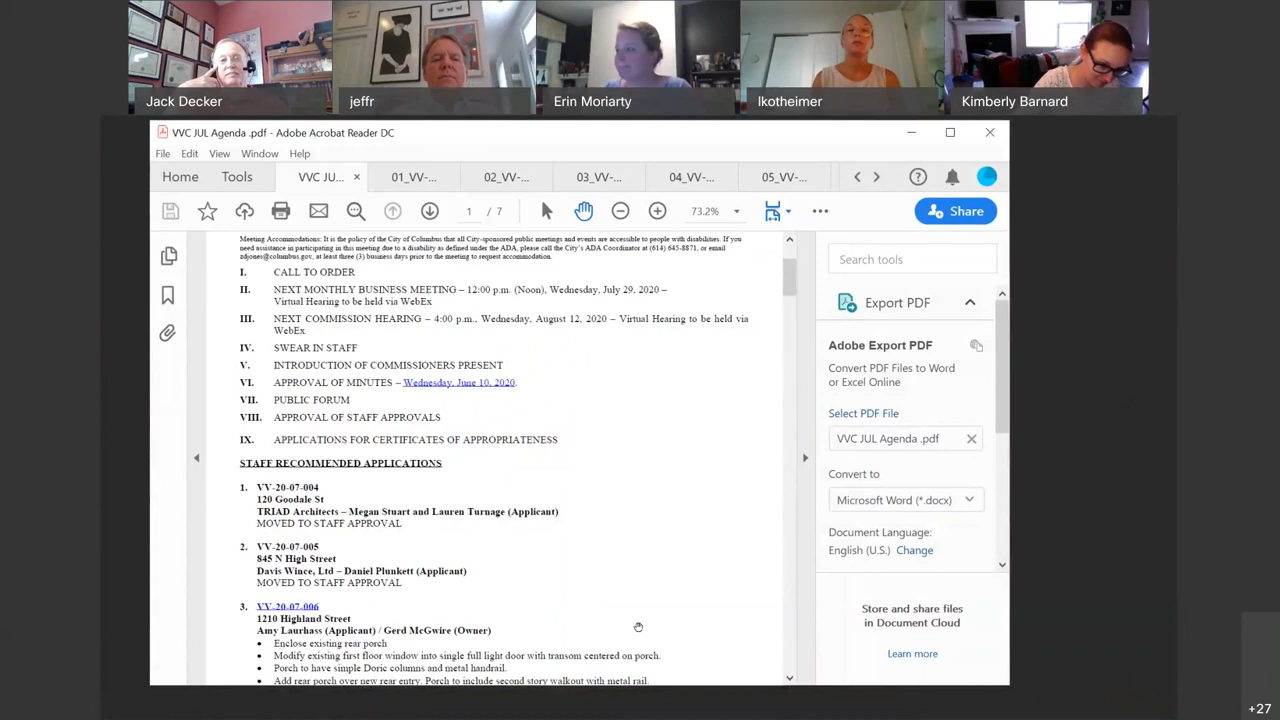 Jack Decker
jeffr
Erin Moriarty
lkotheimer
Kimberly Barnard
VVC JUL Agenda .pdf - Adobe Acrobat Reader DC
File Edit View Window Help
Home Tools VVC JU... × 01_VV-... 02_VV-... 03_VV-... 04_VV-... 05_VV-...
1 / 7 73.2% Share
Meeting Accommodations: It is the policy of the City of Columbus that all City-sponsored public meetings and events are accessible to people with disabilities. If you
need assistance in participating in this meeting due to a disability as defined under the ADA, please call the City's ADA Coordinator at (614) 645-8871, or email
zdjones@columbus.gov, at least three (3) business days prior to the meeting to request accommodation.
I. CALL TO ORDER
II. NEXT MONTHLY BUSINESS MEETING – 12:00 p.m. (Noon), Wednesday, July 29, 2020 –
Virtual Hearing to be held via WebEx
III. NEXT COMMISSION HEARING – 4:00 p.m., Wednesday, August 12, 2020 – Virtual Hearing to be held via
WebEx
IV. SWEAR IN STAFF
V. INTRODUCTION OF COMMISSIONERS PRESENT
VI. APPROVAL OF MINUTES – Wednesday, June 10, 2020.
VII. PUBLIC FORUM
VIII. APPROVAL OF STAFF APPROVALS
IX. APPLICATIONS FOR CERTIFICATES OF APPROPRIATENESS
STAFF RECOMMENDED APPLICATIONS
1. VV-20-07-004
120 Goodale St
TRIAD Architects – Megan Stuart and Lauren Turnage (Applicant)
MOVED TO STAFF APPROVAL
2. VV-20-07-005
845 N High Street
Davis Wince, Ltd – Daniel Plunkett (Applicant)
MOVED TO STAFF APPROVAL
3. VV-20-07-006
1210 Highland Street
Amy Laurhass (Applicant) / Gerd McGwire (Owner)
• Enclose existing rear porch
• Modify existing first floor window into single full light door with transom centered on porch.
• Porch to have simple Doric columns and metal handrail.
• Add rear porch over new rear entry. Porch to include second story walkout with metal rail.
Search tools
Export PDF
Adobe Export PDF
Convert PDF Files to Word
or Excel Online
Select PDF File
VVC JUL Agenda .pdf ×
Convert to
Microsoft Word (*.docx)
Document Language:
English (U.S.) Change
Store and share files
in Document Cloud
Learn more
+27